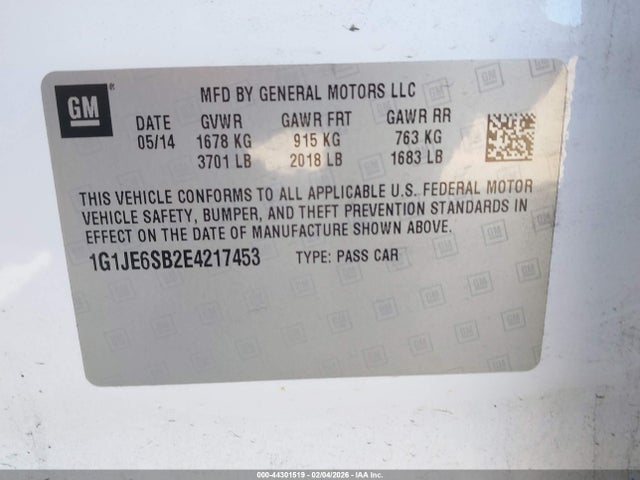 GM
MFD BY GENERAL MOTORS LLC
DATE GVWR GAWR FRT GAWR RR
05/14 1678 KG 915 KG 763 KG
3701 LB 2018 LB 1683 LB
THIS VEHICLE CONFORMS TO ALL APPLICABLE U.S. FEDERAL MOTOR
VEHICLE SAFETY, BUMPER, AND THEFT PREVENTION STANDARDS IN
EFFECT ON THE DATE OF MANUFACTURE SHOWN ABOVE.
1G1JE6SB2E4217453 TYPE: PASS CAR
000-44301519 - 02/04/2026 - IAA Inc.